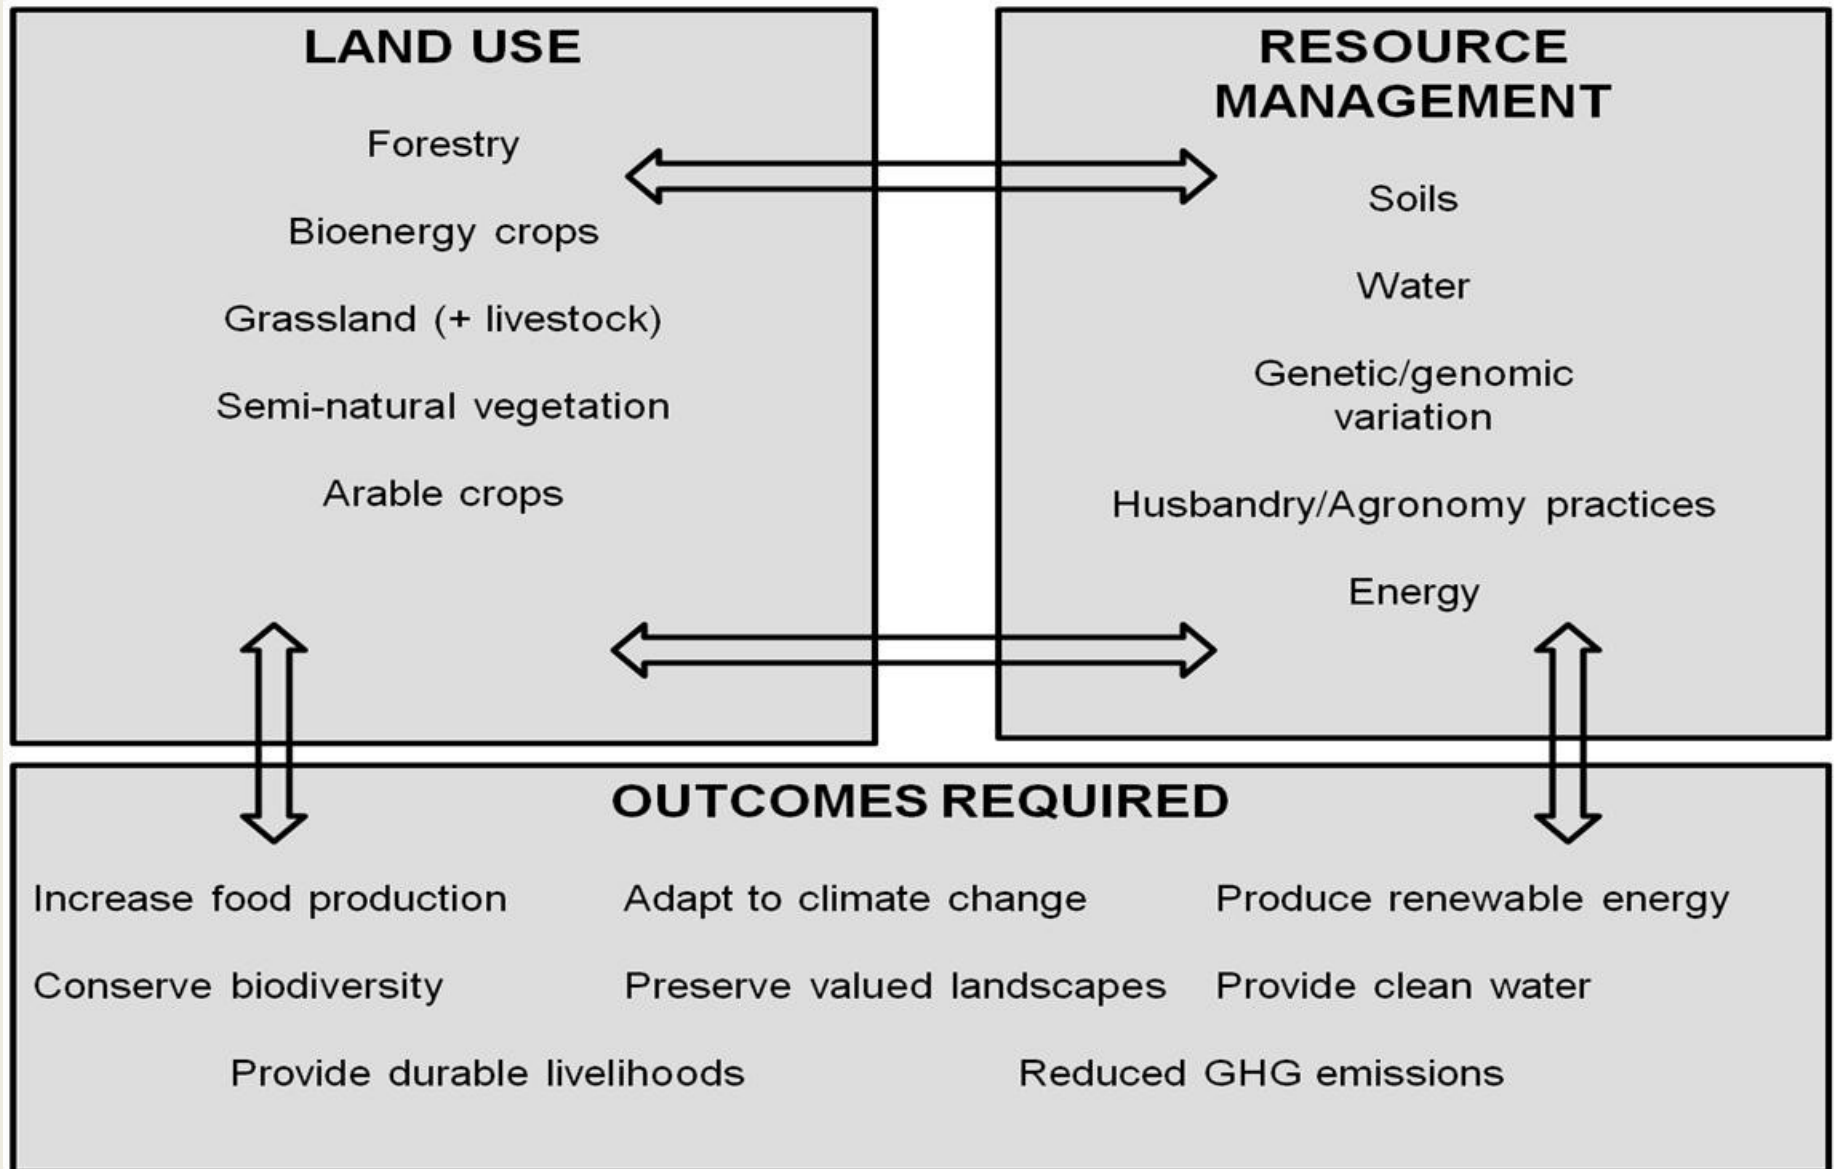 LAND USE
Forestry
Bioenergy crops
Grassland (+ livestock)
Semi-natural vegetation
Arable crops
RESOURCE
MANAGEMENT
Soils
Water
Genetic/genomic
variation
Husbandry/Agronomy practices
Energy
OUTCOMES REQUIRED
Increase food production
Adapt to climate change
Produce renewable energy
Conserve biodiversity
Preserve valued landscapes
Provide clean water
Provide durable livelihoods
Reduced GHG emissions